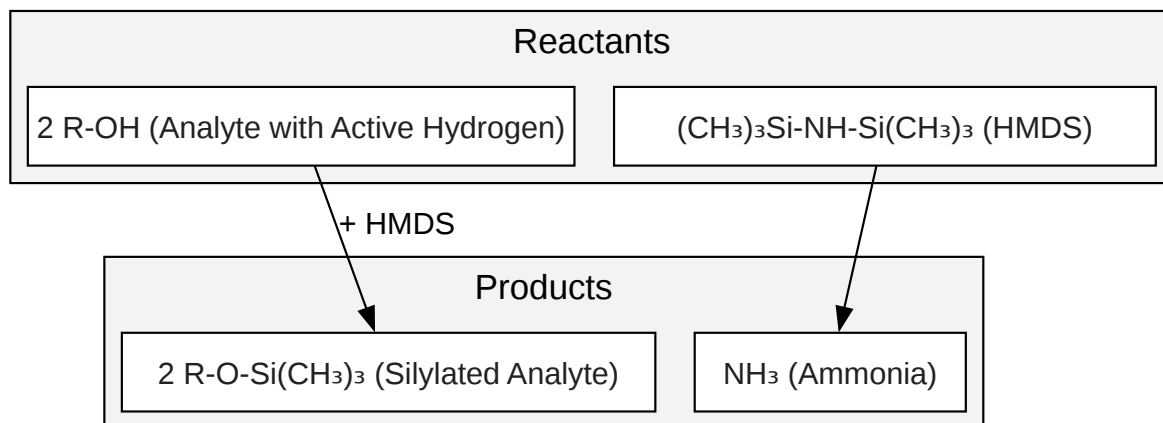 Reactants
2 R-OH (Analyte with Active Hydrogen)
(CH₃)₃Si-NH-Si(CH₃)₃ (HMDS)
+ HMDS
Products
2 R-O-Si(CH₃)₃ (Silylated Analyte)
NH₃ (Ammonia)